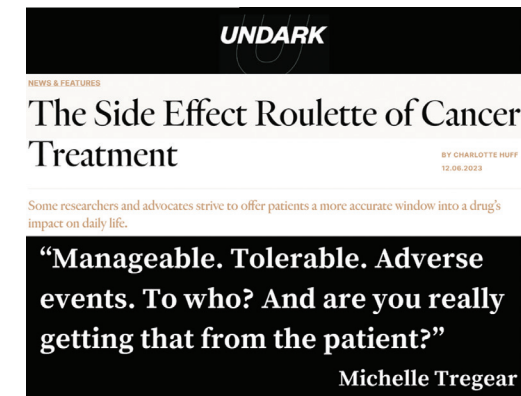 UNDARK
NEWS & FEATURES
The Side Effect Roulette of Cancer
Treatment
BY CHARLOTTE HUFF
12.06.2023
Some researchers and advocates strive to offer patients a more accurate window into a drug's
impact on daily life.
“Manageable. Tolerable. Adverse
events. To who? And are you really
getting that from the patient?”
Michelle Tregear